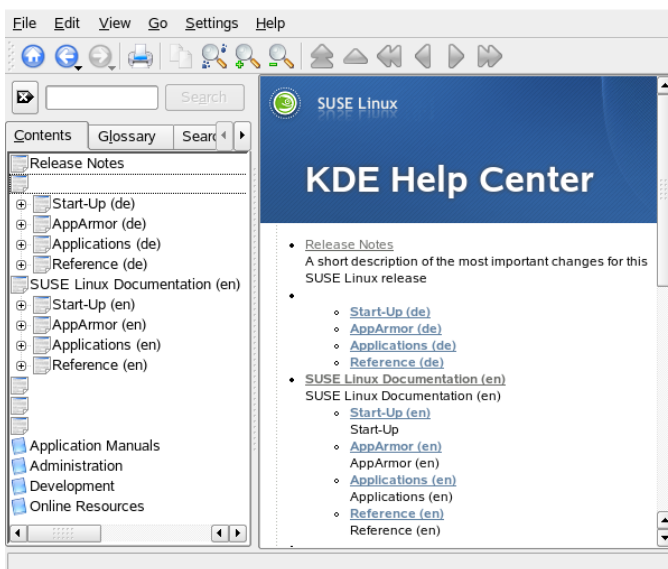 File Edit View Go Settings Help
Search
Contents Glossary Searc
Release Notes
Start-Up (de)
AppArmor (de)
Applications (de)
Reference (de)
SUSE Linux Documentation (en)
Start-Up (en)
AppArmor (en)
Applications (en)
Reference (en)
Application Manuals
Administration
Development
Online Resources
SUSE Linux
KDE Help Center
Release Notes
A short description of the most important changes for this
SUSE Linux release
Start-Up (de)
AppArmor (de)
Applications (de)
Reference (de)
SUSE Linux Documentation (en)
SUSE Linux Documentation (en)
Start-Up (en)
Start-Up
AppArmor (en)
AppArmor (en)
Applications (en)
Applications (en)
Reference (en)
Reference (en)